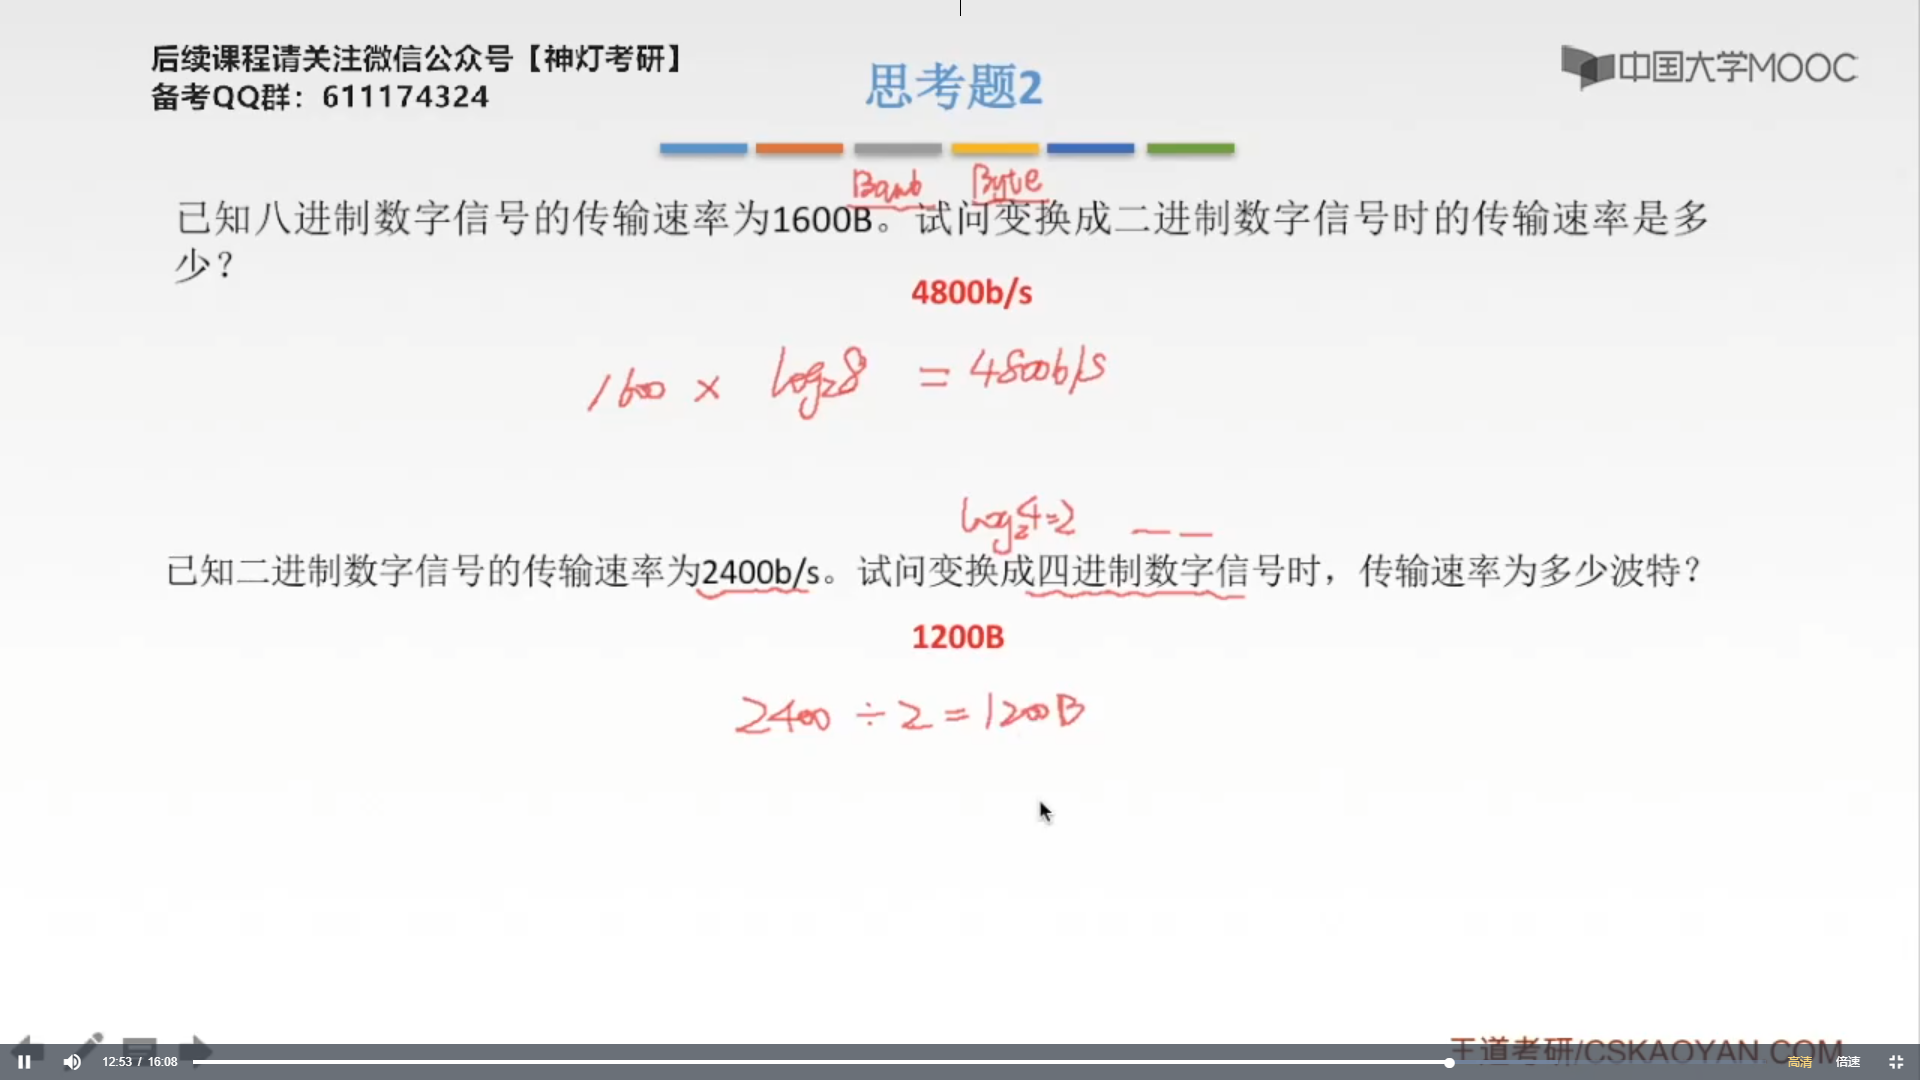 后续课程请关注微信公众号【神灯考研】
备考QQ群：611174324
思考题2
中国大学MOOC
Baud Byte
已知八进制数字信号的传输速率为1600B。试问变换成二进制数字信号时的传输速率是多
少？
4800b/s
1600 × log₂8 = 4800b/s
log₂4=2 — —
已知二进制数字信号的传输速率为2400b/s。试问变换成四进制数字信号时，传输速率为多少波特？
1200B
2400 ÷ 2 = 1200B
王道考研/CSKAOYAN.COM
12:53 / 16:08 高清 倍速